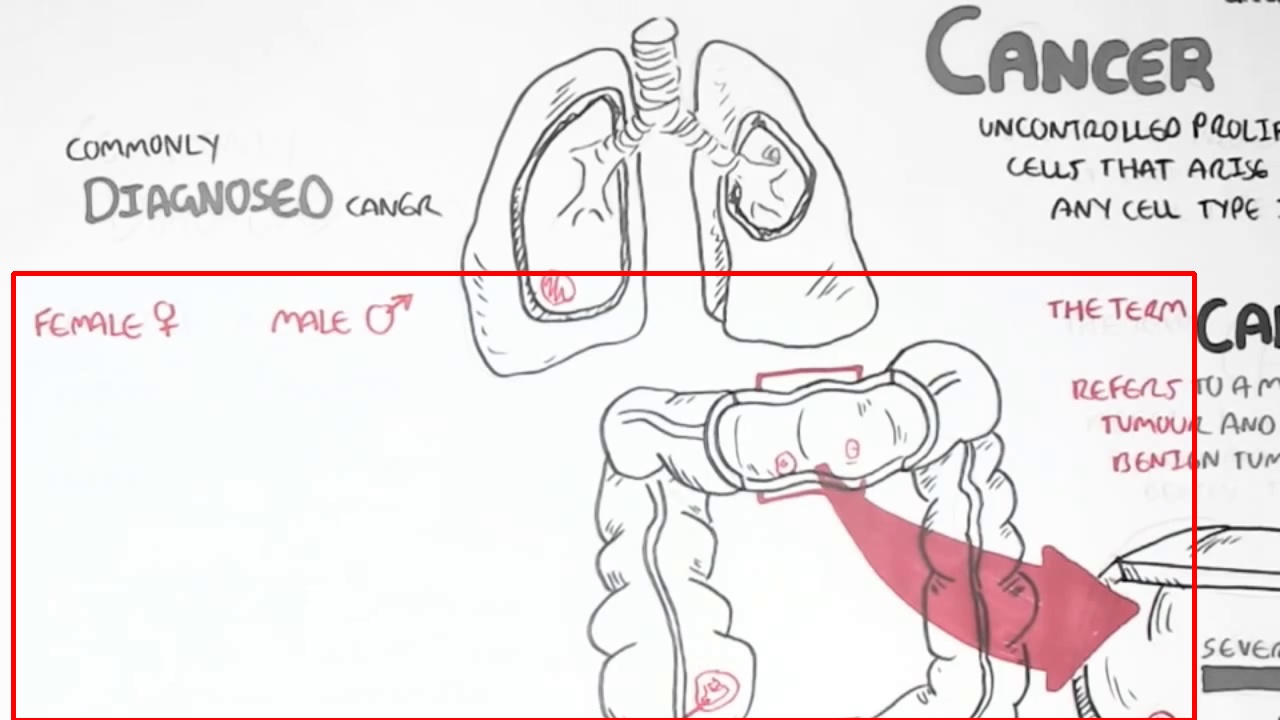 CANCER
UNCONTROLLED PROLIF
CELLS THAT ARISE
ANY CELL TYPE
COMMONLY
DIAGNOSED CANCR
FEMALE ♀ MALE ♂
THE TERM CAN
REFERS TO A M
TUMOUR AND
BENIGN TUM
SEVER